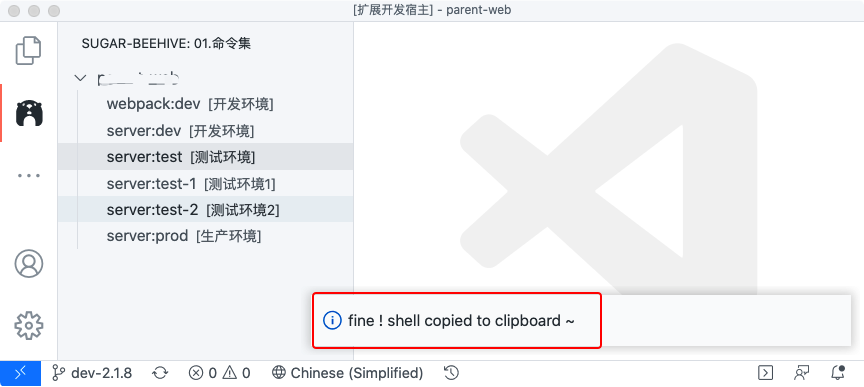 [扩展开发宿主] - parent-web
SUGAR-BEEHIVE: 01.命令集
webpack:dev [开发环境]
server:dev [开发环境]
server:test [测试环境]
server:test-1 [测试环境1]
server:test-2 [测试环境2]
server:prod [生产环境]
fine ! shell copied to clipboard ~
dev-2.1.8 0 0 Chinese (Simplified)